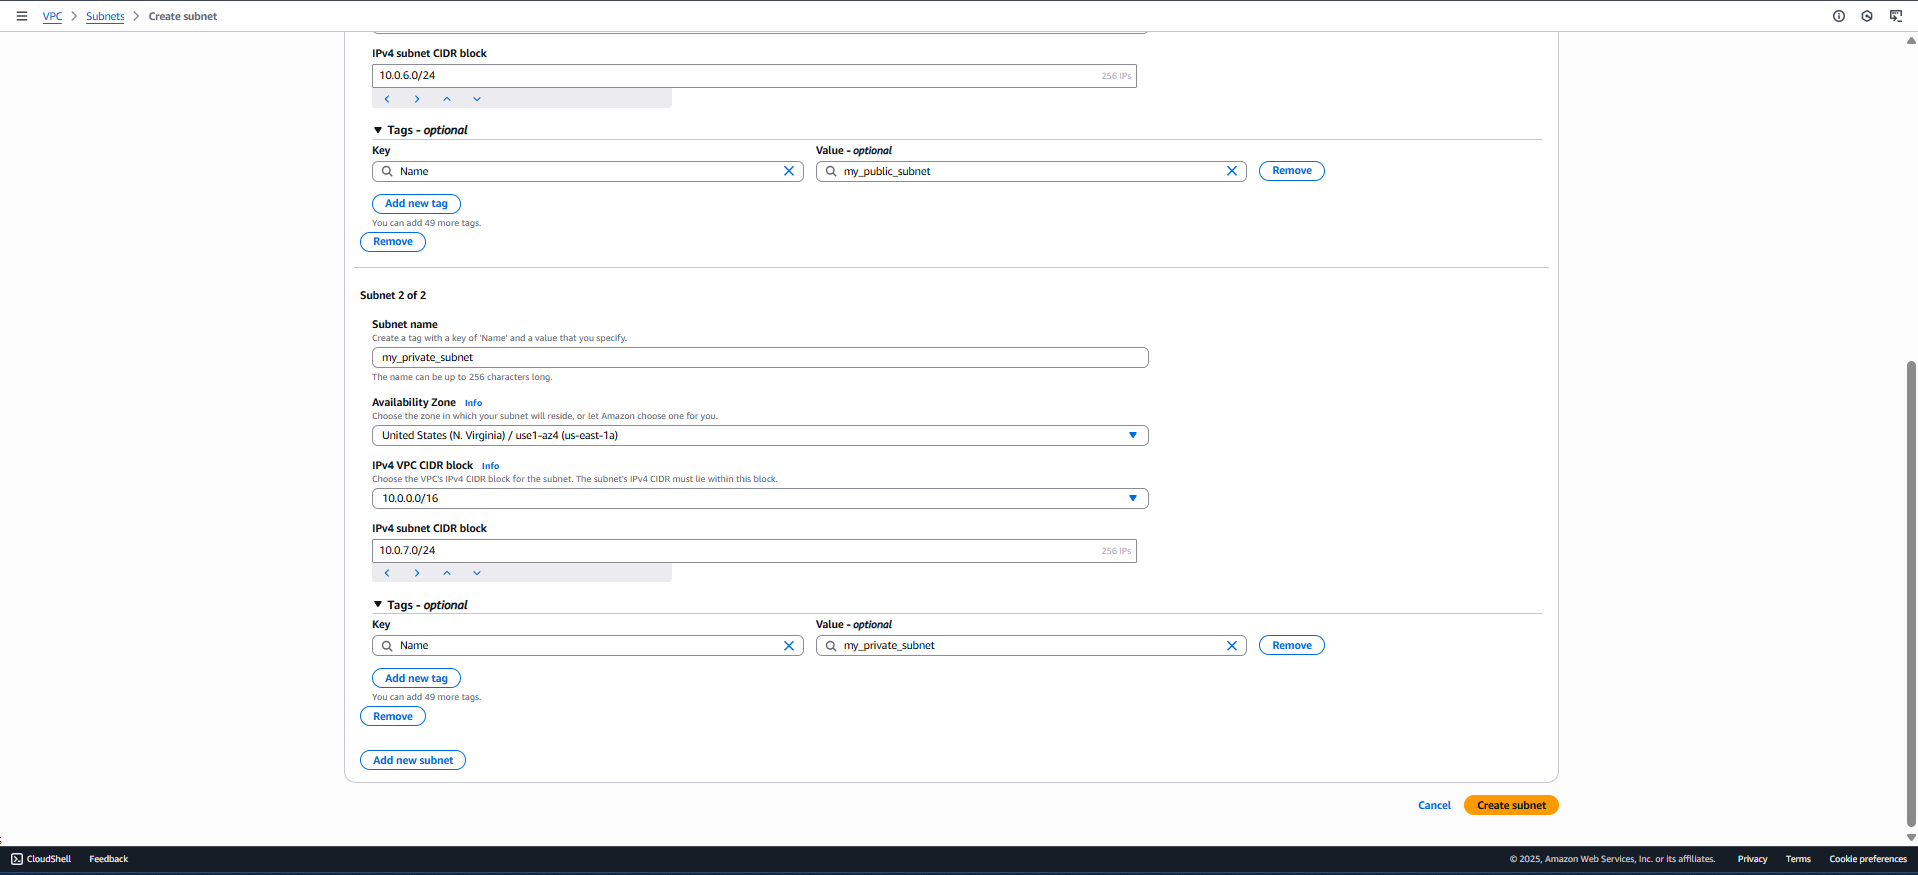 VPC > Subnets > Create subnet
IPv4 subnet CIDR block
10.0.6.0/24 256 IPs
Tags - optional
Key Value - optional
Name my_public_subnet Remove
Add new tag
You can add 49 more tags.
Remove
Subnet 2 of 2
Subnet name
Create a tag with a key of 'Name' and a value that you specify.
my_private_subnet
The name can be up to 256 characters long.
Availability Zone Info
Choose the zone in which your subnet will reside, or let Amazon choose one for you.
United States (N. Virginia) / use1-az4 (us-east-1a)
IPv4 VPC CIDR block Info
Choose the VPC's IPv4 CIDR block for the subnet. The subnet's IPv4 CIDR must lie within this block.
10.0.0.0/16
IPv4 subnet CIDR block
10.0.7.0/24 256 IPs
Tags - optional
Key Value - optional
Name my_private_subnet Remove
Add new tag
You can add 49 more tags.
Remove
Add new subnet
Cancel Create subnet
CloudShell Feedback © 2025, Amazon Web Services, Inc. or its affiliates. Privacy Terms Cookie preferences